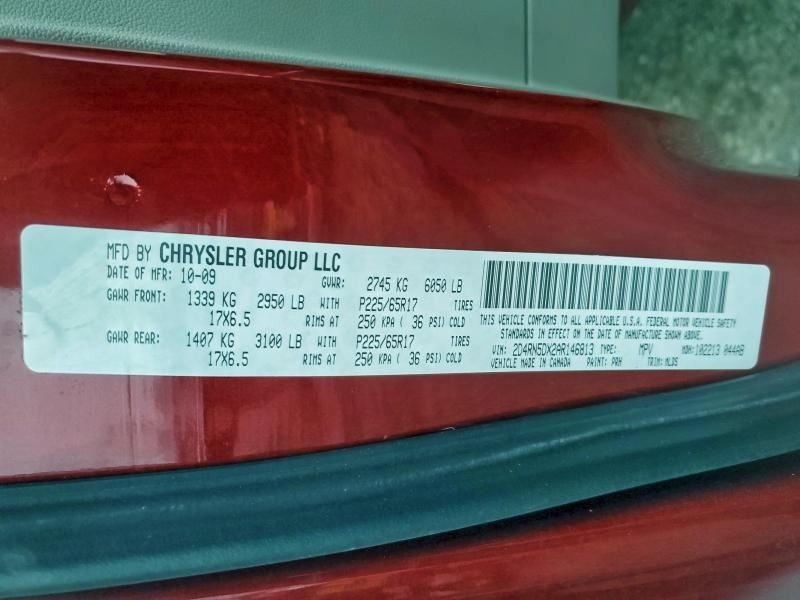 MFD BY CHRYSLER GROUP LLC
DATE OF MFR: 10-09 GVWR: 2745 KG 6050 LB
GAWR FRONT: 1339 KG 2950 LB WITH P225/65R17 TIRES
17X6.5 RIMS AT 250 KPA ( 36 PSI) COLD
GAWR REAR: 1407 KG 3100 LB WITH P225/65R17 TIRES
17X6.5 RIMS AT 250 KPA ( 36 PSI) COLD
THIS VEHICLE CONFORMS TO ALL APPLICABLE U.S.A. FEDERAL MOTOR VEHICLE SAFETY
STANDARDS IN EFFECT ON THE DATE OF MANUFACTURE SHOWN ABOVE.
VIN: 2D4RN5DX2AR146813 TYPE: MPV MDH: 102213 044AB
VEHICLE MADE IN CANADA PAINT: PRH TRIM: MLDS